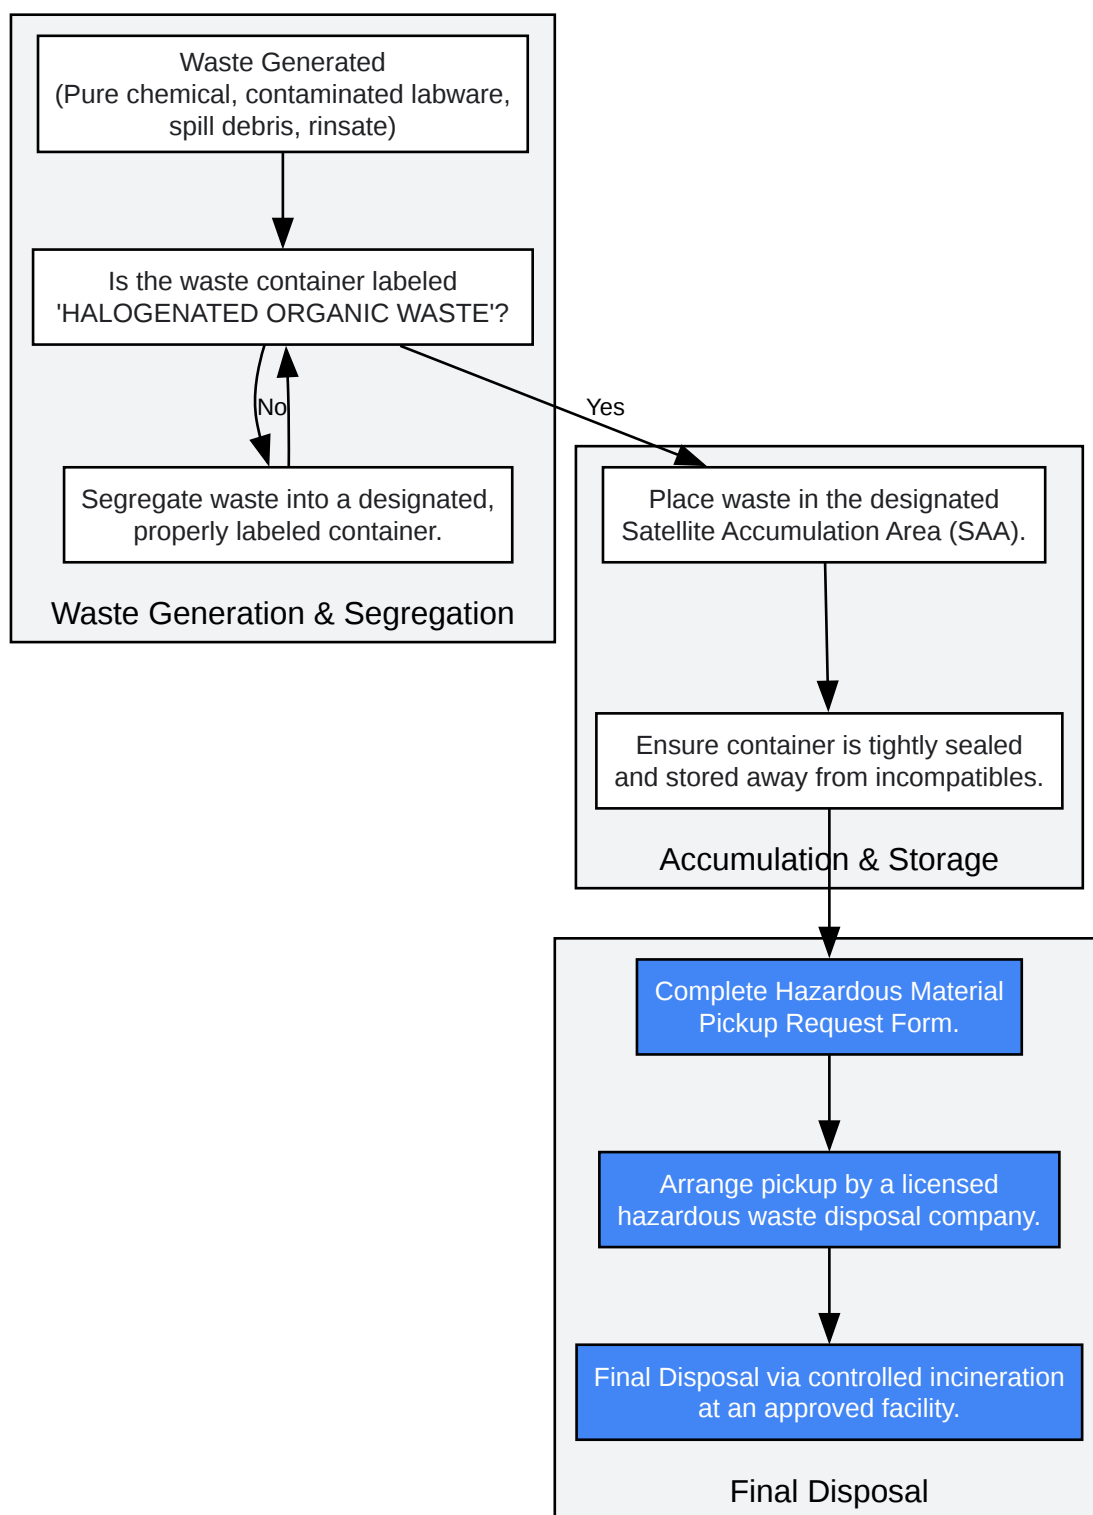 Waste Generated
(Pure chemical, contaminated labware,
spill debris, rinsate)
Is the waste container labeled
'HALOGENATED ORGANIC WASTE'?
No
Yes
Segregate waste into a designated,
properly labeled container.
Waste Generation & Segregation
Place waste in the designated
Satellite Accumulation Area (SAA).
Ensure container is tightly sealed
and stored away from incompatibles.
Accumulation & Storage
Complete Hazardous Material
Pickup Request Form.
Arrange pickup by a licensed
hazardous waste disposal company.
Final Disposal via controlled incineration
at an approved facility.
Final Disposal